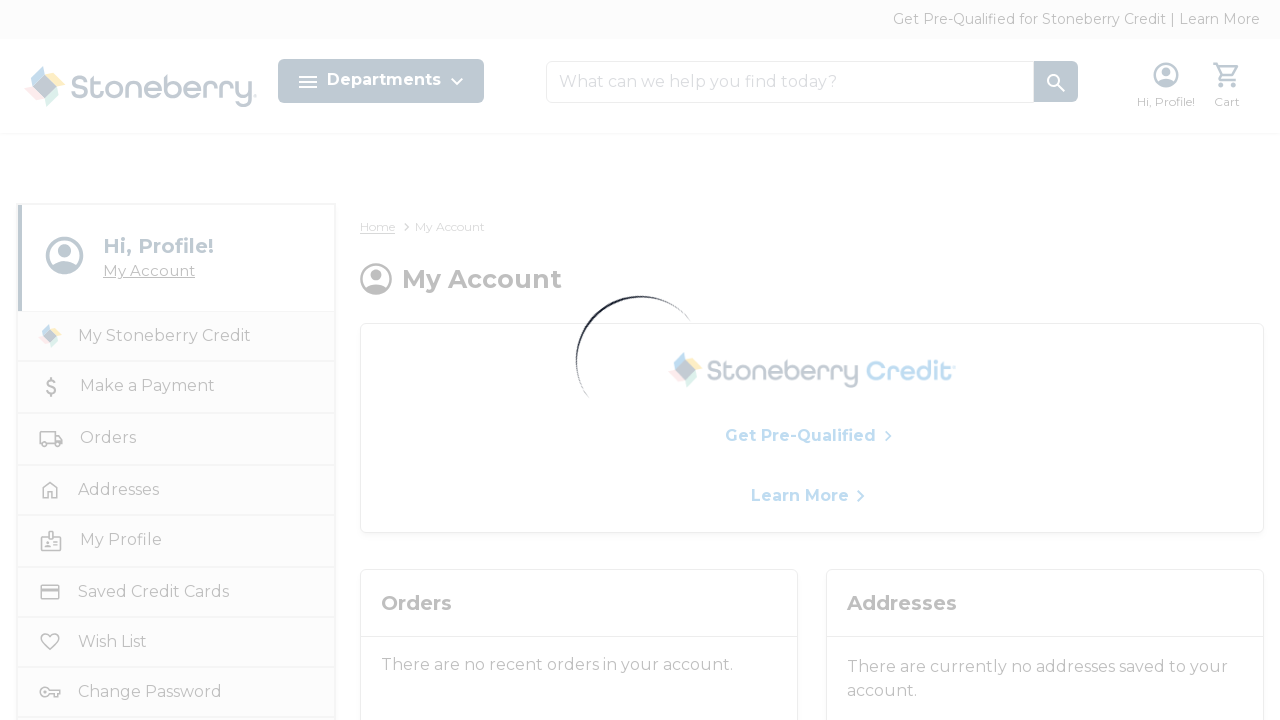 Get Pre-Qualified for Stoneberry Credit | Learn More
Stoneberry
Departments
What can we help you find today?
Hi, Profile!
Cart
Hi, Profile!
My Account
My Stoneberry Credit
Make a Payment
Orders
Addresses
My Profile
Saved Credit Cards
Wish List
Change Password
Home
My Account
My Account
Stoneberry Credit
Get Pre-Qualified
Learn More
Orders
There are no recent orders in your account.
Addresses
There are currently no addresses saved to your
account.